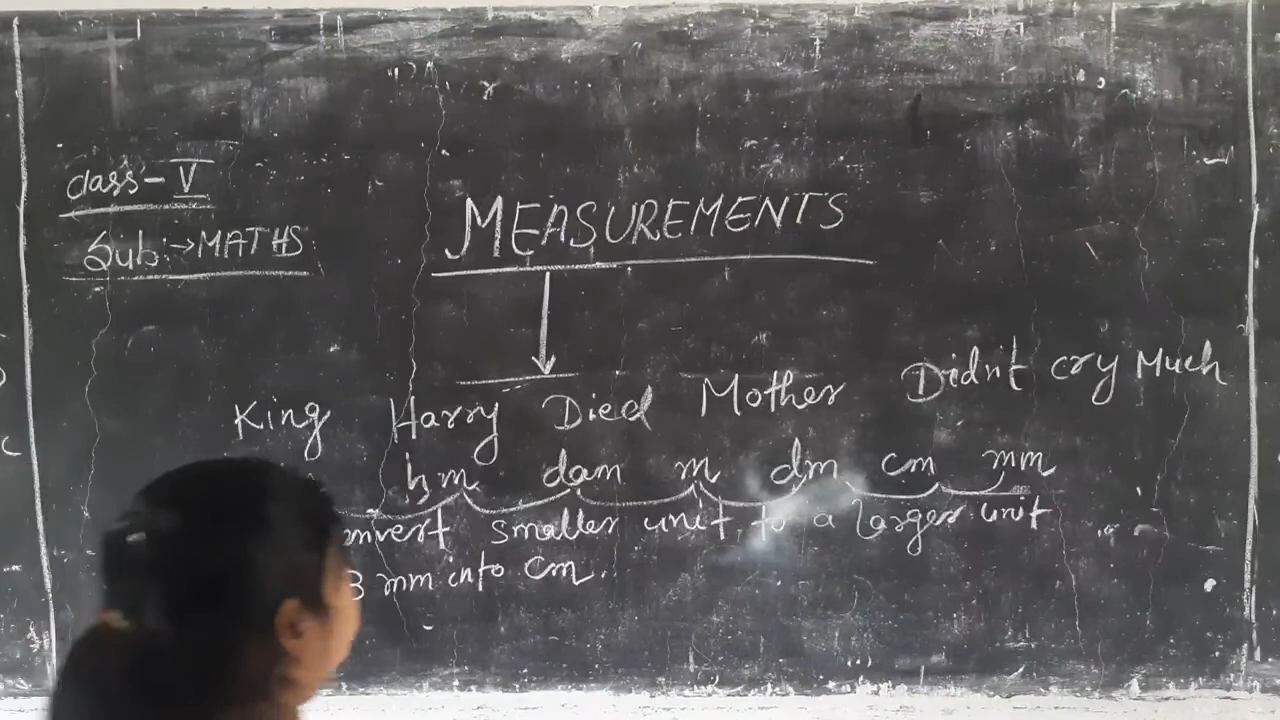 class - V
Sub :→ MATHS
MEASUREMENTS
King Harry Died Mother Didn't cry Much
hm dam m dm cm mm
nvert smaller unit to a larger unit
3 mm into cm.